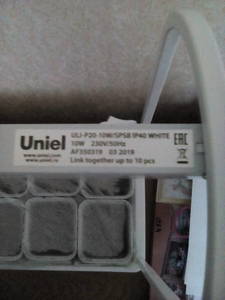 Uniel
www.uniel.com
www.uniel.ru
ULI-P20-10W/SPSB IP40 WHITE
10W 230V/50Hz
AF350319 03 2019
Link together up to 10 pcs
EAC